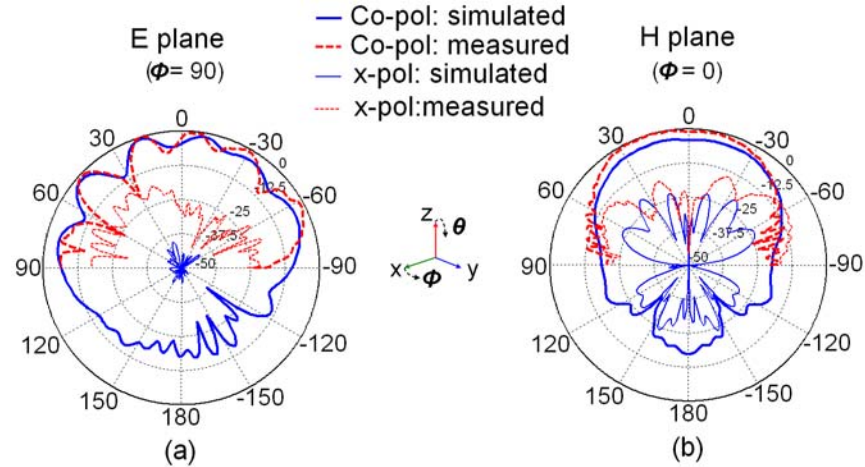 Co-pol: simulated
Co-pol: measured
x-pol: simulated
x-pol:measured
E plane
(Φ= 90)
H plane
(Φ= 0)
0
30
-30
60
-60
90
-90
120
-120
150
-150
180
0
-12.5
-25
-37.5
-50
(a)
z
θ
x
Φ
y
0
30
-30
60
-60
90
-90
120
-120
150
-150
180
0
-12.5
-25
-37.5
-50
(b)